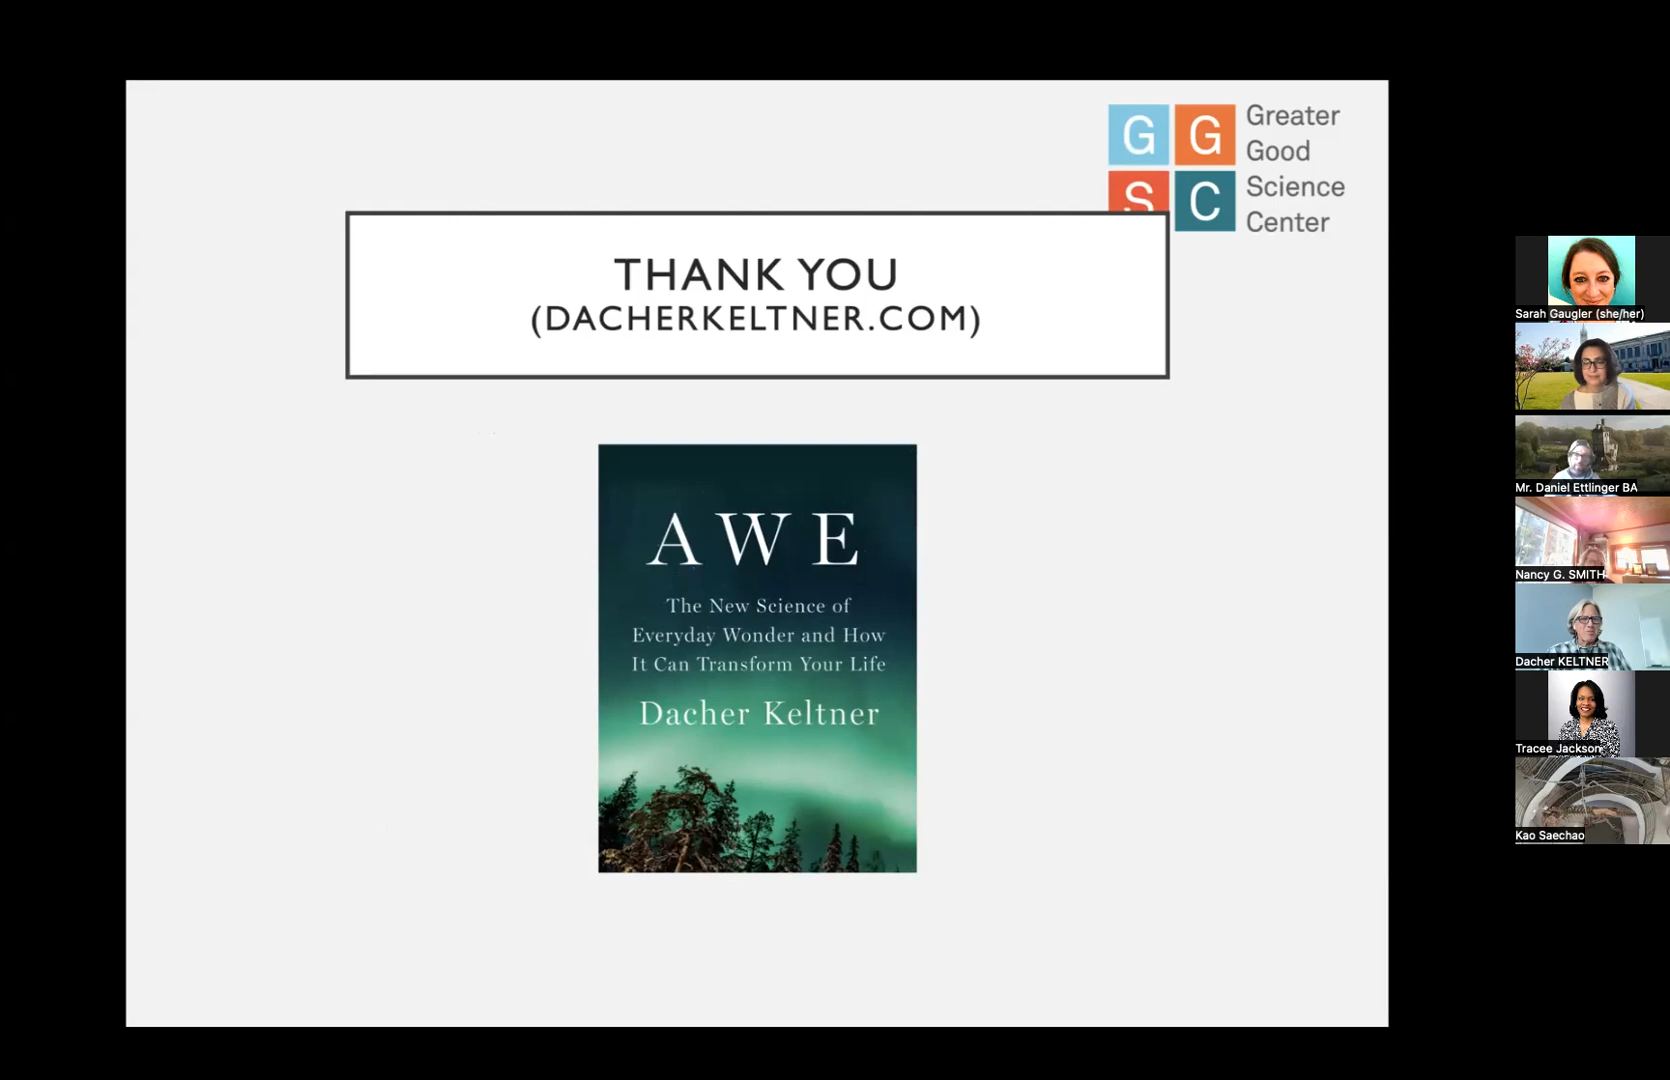 G G
S C
Greater
Good
Science
Center
THANK YOU
(DACHERKELTNER.COM)
AWE
The New Science of
Everyday Wonder and How
It Can Transform Your Life
Dacher Keltner
Sarah Gaugler (she/her)
Mr. Daniel Ettlinger BA
Nancy G. SMITH
Dacher KELTNER
Tracee Jackson
Kao Saechao